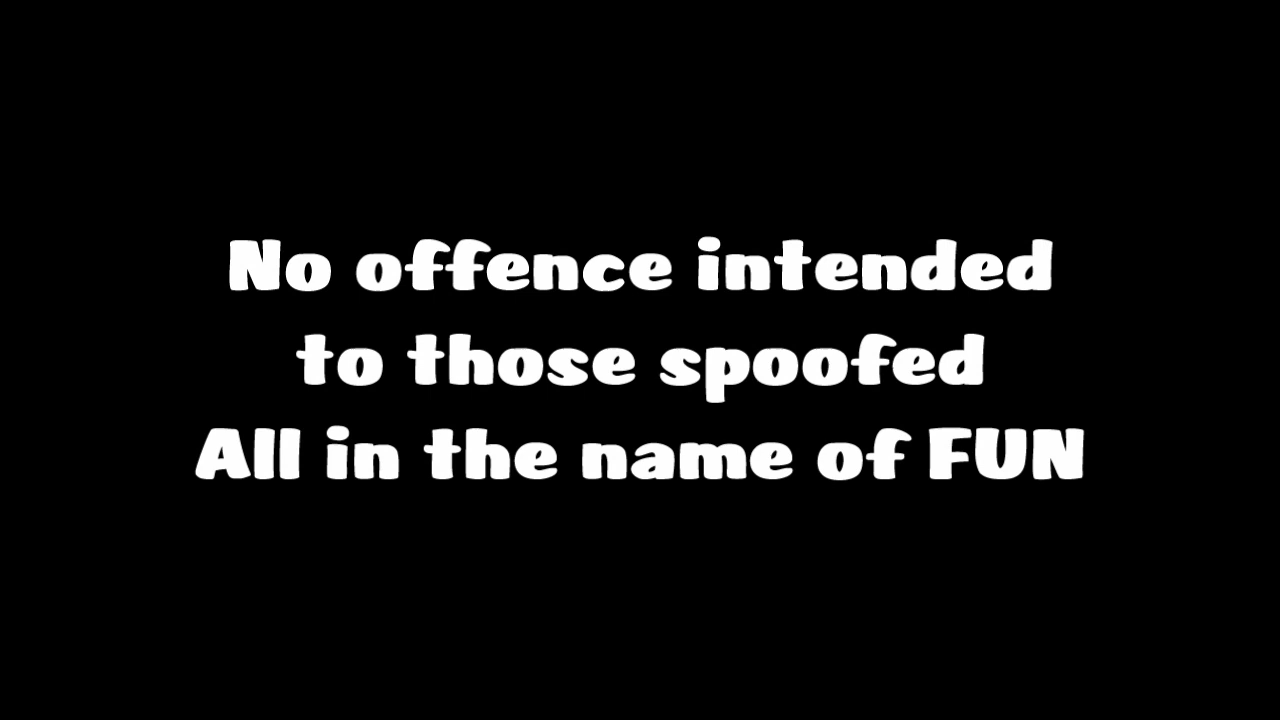 No offence intended
to those spoofed
All in the name of FUN